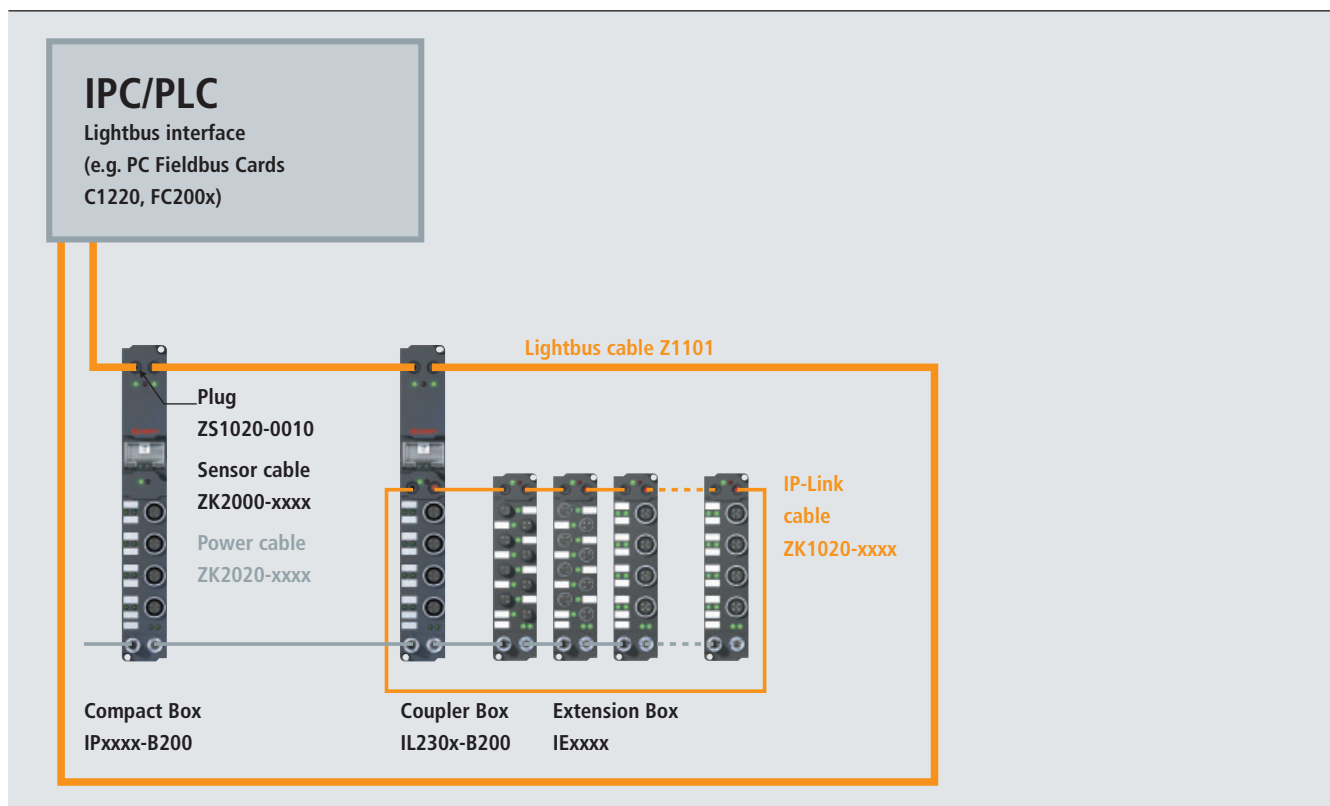 IPC/PLC
Lightbus interface
(e.g. PC Fieldbus Cards
C1220, FC200x)
Lightbus cable Z1101
Plug
ZS1020-0010
Sensor cable
ZK2000-xxxx
Power cable
ZK2020-xxxx
IP-Link
cable
ZK1020-xxxx
Compact Box
IPxxxx-B200
Coupler Box
IL230x-B200
Extension Box
IExxxx